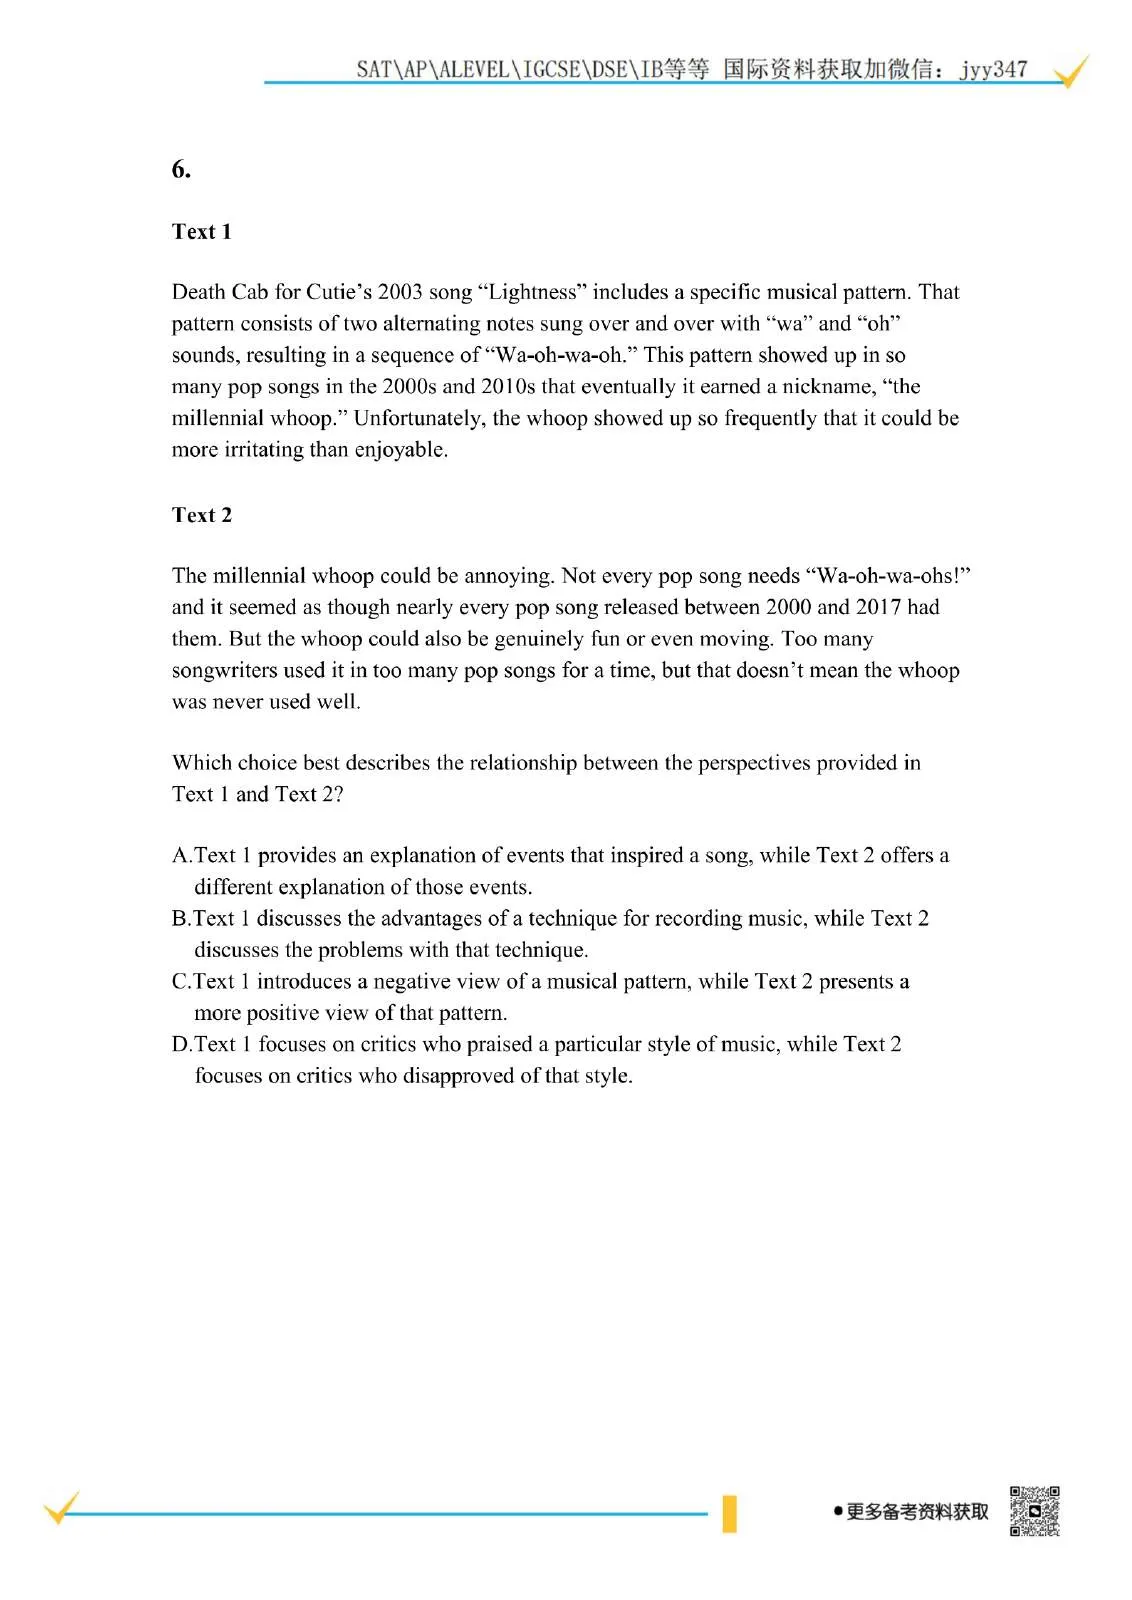 SAT\AP\ALEVEL\IGCSE\DSE\IB等等 国际资料获取加微信: jyy347
6.
Text 1
Death Cab for Cutie’s 2003 song “Lightness” includes a specific musical pattern. That
pattern consists of two alternating notes sung over and over with “wa” and “oh”
sounds, resulting in a sequence of “Wa-oh-wa-oh.” This pattern showed up in so
many pop songs in the 2000s and 2010s that eventually it earned a nickname, “the
millennial whoop.” Unfortunately, the whoop showed up so frequently that it could be
more irritating than enjoyable.
Text 2
The millennial whoop could be annoying. Not every pop song needs “Wa-oh-wa-ohs!”
and it seemed as though nearly every pop song released between 2000 and 2017 had
them. But the whoop could also be genuinely fun or even moving. Too many
songwriters used it in too many pop songs for a time, but that doesn’t mean the whoop
was never used well.
Which choice best describes the relationship between the perspectives provided in
Text 1 and Text 2?
A.Text 1 provides an explanation of events that inspired a song, while Text 2 offers a
different explanation of those events.
B.Text 1 discusses the advantages of a technique for recording music, while Text 2
discusses the problems with that technique.
C.Text 1 introduces a negative view of a musical pattern, while Text 2 presents a
more positive view of that pattern.
D.Text 1 focuses on critics who praised a particular style of music, while Text 2
focuses on critics who disapproved of that style.
•更多备考资料获取